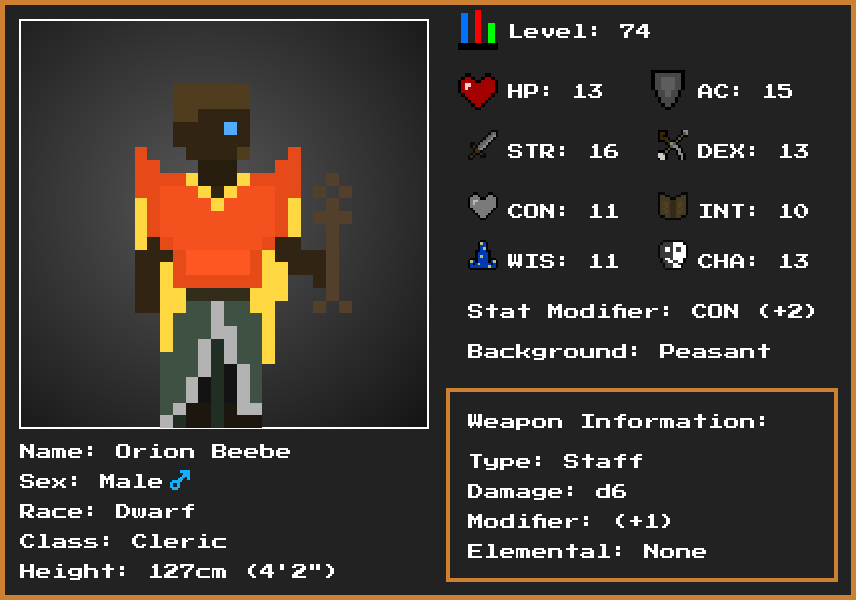 Level: 74
HP: 13 AC: 15
STR: 16 DEX: 13
CON: 11 INT: 10
WIS: 11 CHA: 13
Stat Modifier: CON (+2)
Background: Peasant
Weapon Information:
Type: Staff
Damage: d6
Modifier: (+1)
Elemental: None
Name: Orion Beebe
Sex: Male ♂
Race: Dwarf
Class: Cleric
Height: 127cm (4'2")